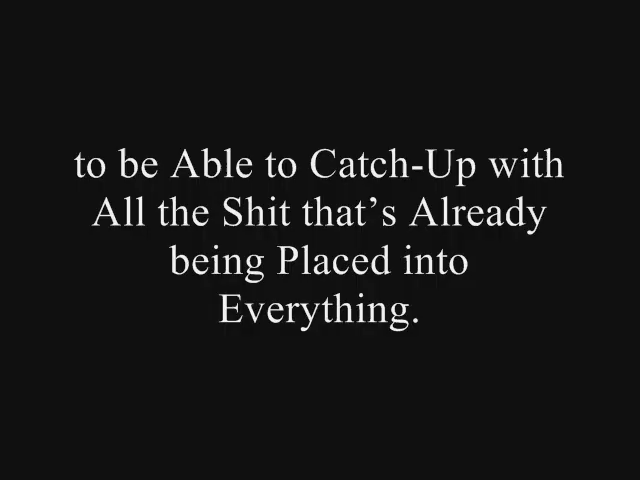 to be Able to Catch-Up with
All the Shit that’s Already
being Placed into
Everything.